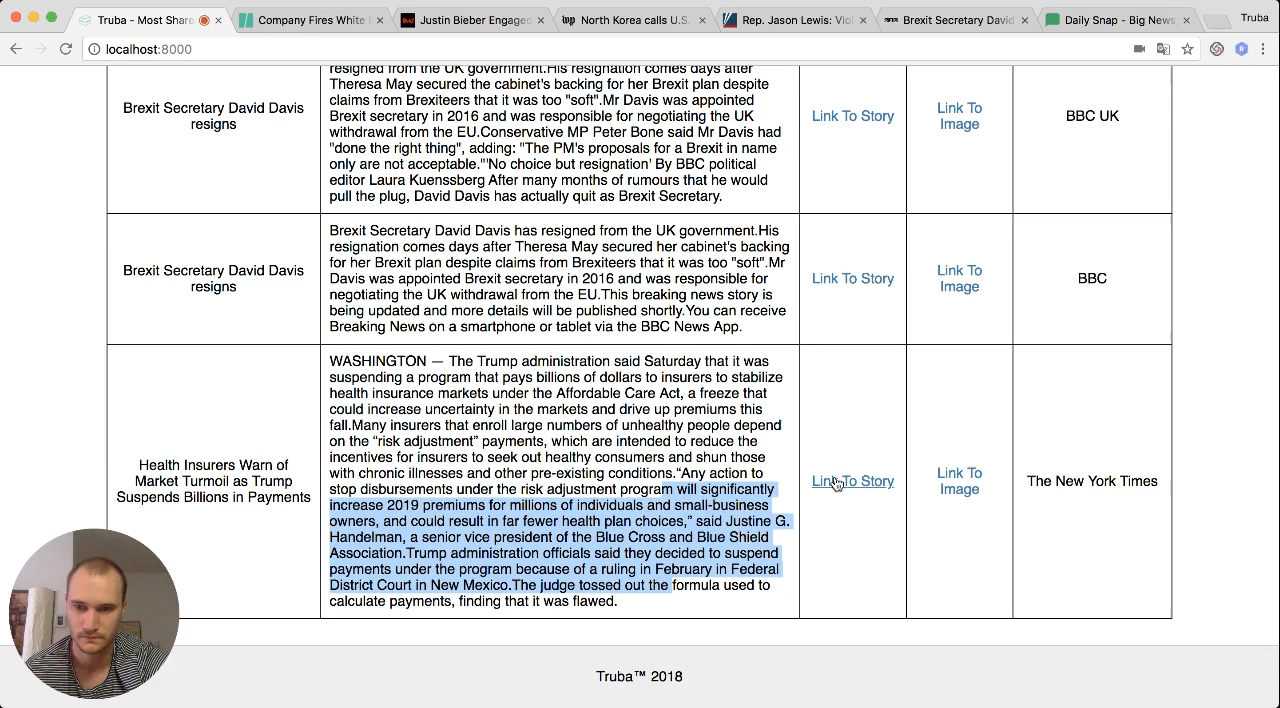 Truba - Most Share
Company Fires White
Justin Bieber Engaged
North Korea calls U.S.
Rep. Jason Lewis: Viol
Brexit Secretary David
Daily Snap - Big News,
Truba
localhost:8000
Brexit Secretary David Davis
resigns
resigned from the UK government.His resignation comes days after
Theresa May secured the cabinet's backing for her Brexit plan despite
claims from Brexiteers that it was too "soft".Mr Davis was appointed
Brexit secretary in 2016 and was responsible for negotiating the UK
withdrawal from the EU.Conservative MP Peter Bone said Mr Davis had
"done the right thing", adding: "The PM's proposals for a Brexit in name
only are not acceptable."'No choice but resignation' By BBC political
editor Laura Kuenssberg After many months of rumours that he would
pull the plug, David Davis has actually quit as Brexit Secretary.
Link To Story
Link To
Image
BBC UK
Brexit Secretary David Davis
resigns
Brexit Secretary David Davis has resigned from the UK government.His
resignation comes days after Theresa May secured her cabinet's backing
for her Brexit plan despite claims from Brexiteers that it was too "soft".Mr
Davis was appointed Brexit secretary in 2016 and was responsible for
negotiating the UK withdrawal from the EU.This breaking news story is
being updated and more details will be published shortly.You can receive
Breaking News on a smartphone or tablet via the BBC News App.
Link To Story
Link To
Image
BBC
Health Insurers Warn of
Market Turmoil as Trump
Suspends Billions in Payments
WASHINGTON — The Trump administration said Saturday that it was
suspending a program that pays billions of dollars to insurers to stabilize
health insurance markets under the Affordable Care Act, a freeze that
could increase uncertainty in the markets and drive up premiums this
fall.Many insurers that enroll large numbers of unhealthy people depend
on the “risk adjustment” payments, which are intended to reduce the
incentives for insurers to seek out healthy consumers and shun those
with chronic illnesses and other pre-existing conditions.“Any action to
stop disbursements under the risk adjustment program will significantly
increase 2019 premiums for millions of individuals and small-business
owners, and could result in far fewer health plan choices,” said Justine G.
Handelman, a senior vice president of the Blue Cross and Blue Shield
Association.Trump administration officials said they decided to suspend
payments under the program because of a ruling in February in Federal
District Court in New Mexico.The judge tossed out the formula used to
calculate payments, finding that it was flawed.
Link To Story
Link To
Image
The New York Times
Truba™ 2018